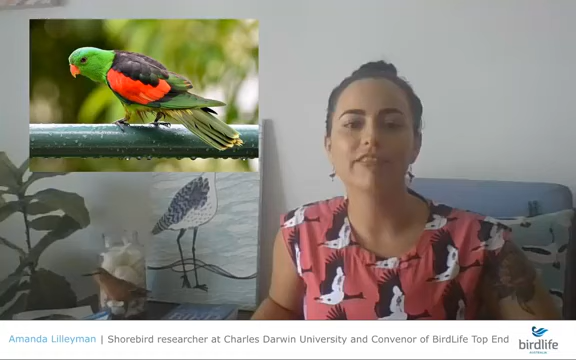 Amanda Lilleyman | Shorebird researcher at Charles Darwin University and Convenor of BirdLife Top End
birdlife
AUSTRALIA